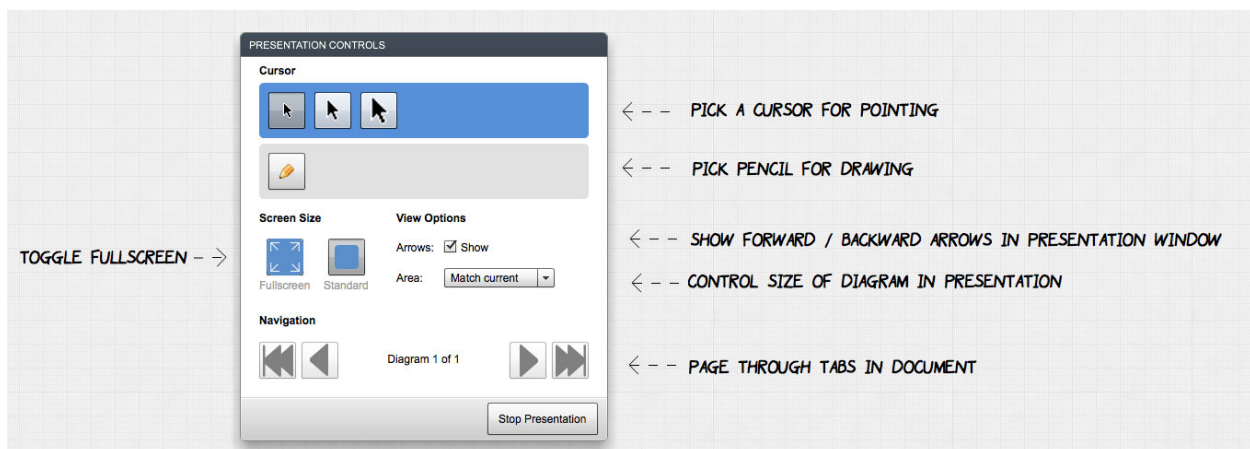 PRESENTATION CONTROLS
Cursor
PICK A CURSOR FOR POINTING
PICK PENCIL FOR DRAWING
Screen Size
View Options
TOGGLE FULLSCREEN
Arrows: Show
SHOW FORWARD / BACKWARD ARROWS IN PRESENTATION WINDOW
Area: Match current
CONTROL SIZE OF DIAGRAM IN PRESENTATION
Fullscreen
Standard
Navigation
Diagram 1 of 1
PAGE THROUGH TABS IN DOCUMENT
Stop Presentation